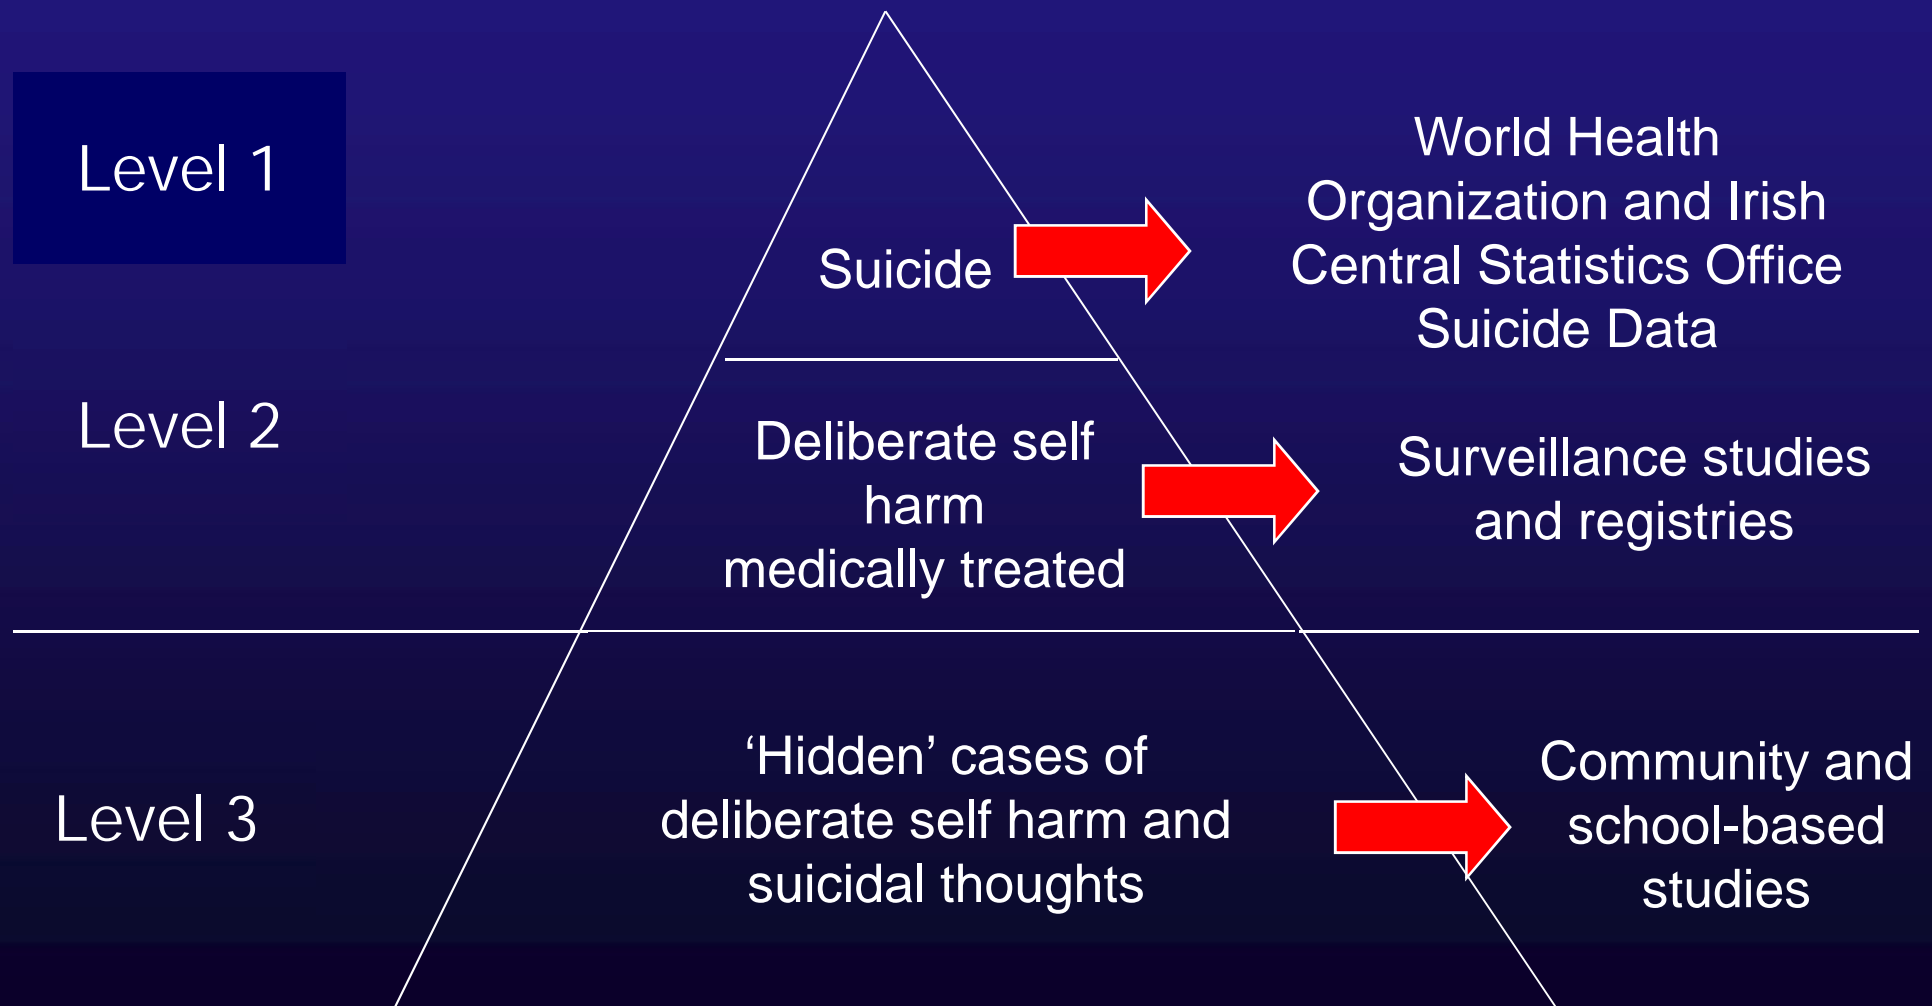 Level 1
Suicide
World Health
Organization and Irish
Central Statistics Office
Suicide Data
Level 2
Deliberate self
harm
medically treated
Surveillance studies
and registries
Level 3
‘Hidden’ cases of
deliberate self harm and
suicidal thoughts
Community and
school-based
studies